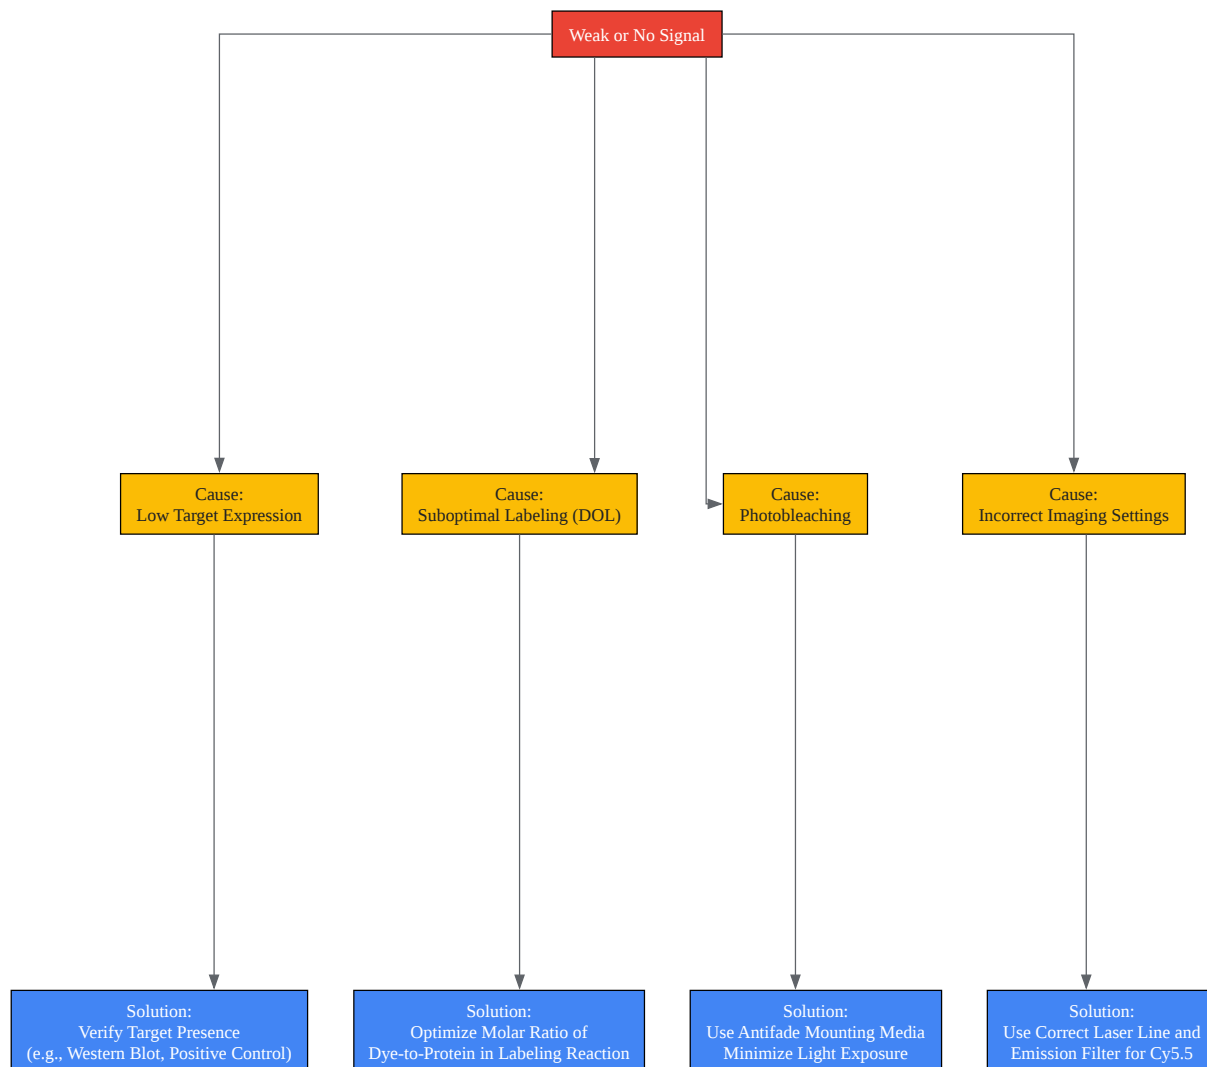 Weak or No Signal
Cause:
Low Target Expression
Cause:
Suboptimal Labeling (DOL)
Cause:
Photobleaching
Cause:
Incorrect Imaging Settings
Solution:
Verify Target Presence
(e.g., Western Blot, Positive Control)
Solution:
Optimize Molar Ratio of
Dye-to-Protein in Labeling Reaction
Solution:
Use Antifade Mounting Media
Minimize Light Exposure
Solution:
Use Correct Laser Line and
Emission Filter for Cy5.5